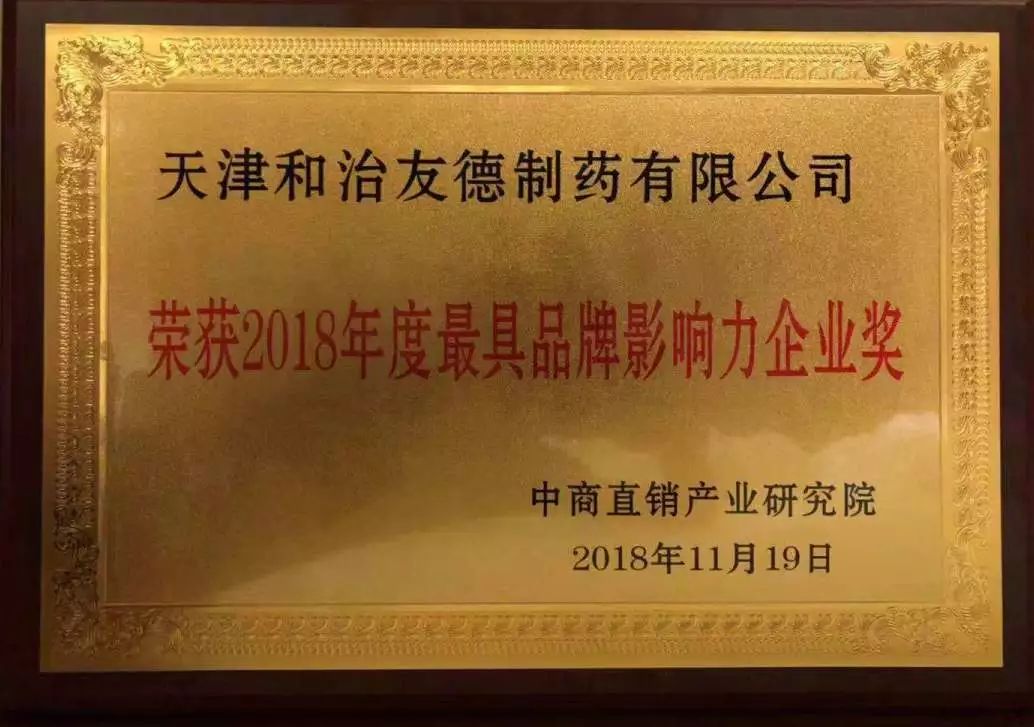 天津和治友德制药有限公司
荣获2018年度最具品牌影响力企业奖
中商直销产业研究院
2018年11月19日